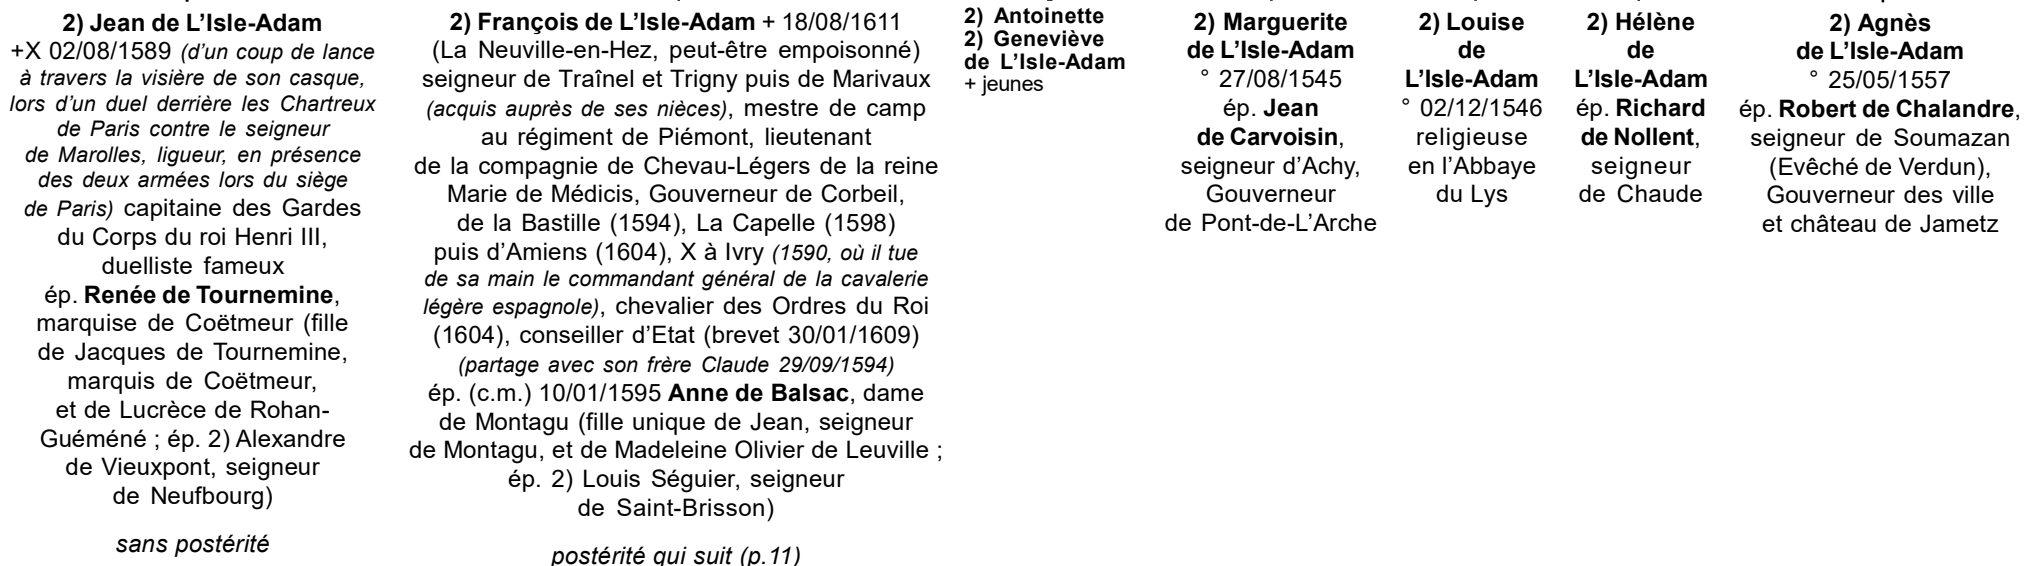 2) Jean de L'Isle-Adam
+X 02/08/1589 (d'un coup de lance
à travers la visière de son casque,
lors d'un duel derrière les Chartreux
de Paris contre le seigneur
de Marolles, ligueur, en présence
des deux armées lors du siège
de Paris) capitaine des Gardes
du Corps du roi Henri III,
duelliste fameux
ép. Renée de Tournemine,
marquise de Coëtmeur (fille
de Jacques de Tournemine,
marquis de Coëtmeur,
et de Lucrèce de Rohan-
Guéméné ; ép. 2) Alexandre
de Vieuxpont, seigneur
de Neufbourg)
sans postérité
2) François de L'Isle-Adam + 18/08/1611
(La Neuville-en-Hez, peut-être empoisonné)
seigneur de Traînel et Trigny puis de Marivaux
(acquis auprès de ses nièces), mestre de camp
au régiment de Piémont, lieutenant
de la compagnie de Chevau-Légers de la reine
Marie de Médicis, Gouverneur de Corbeil,
de la Bastille (1594), La Capelle (1598)
puis d'Amiens (1604), X à Ivry (1590, où il tue
de sa main le commandant général de la cavalerie
légère espagnole), chevalier des Ordres du Roi
(1604), conseiller d'Etat (brevet 30/01/1609)
(partage avec son frère Claude 29/09/1594)
ép. (c.m.) 10/01/1595 Anne de Balsac, dame
de Montagu (fille unique de Jean, seigneur
de Montagu, et de Madeleine Olivier de Leuville ;
ép. 2) Louis Séguier, seigneur
de Saint-Brisson)
postérité qui suit (p.11)
2) Antoinette
2) Geneviève
de L'Isle-Adam
+ jeunes
2) Marguerite
de L'Isle-Adam
° 27/08/1545
ép. Jean
de Carvoisin,
seigneur d'Achy,
Gouverneur
de Pont-de-L'Arche
2) Louise
de
L'Isle-Adam
° 02/12/1546
religieuse
en l'Abbaye
du Lys
2) Hélène
de
L'Isle-Adam
ép. Richard
de Nollent,
seigneur
de Chaude
2) Agnès
de L'Isle-Adam
° 25/05/1557
ép. Robert de Chalandre,
seigneur de Soumazan
(Evêché de Verdun),
Gouverneur des ville
et château de Jametz